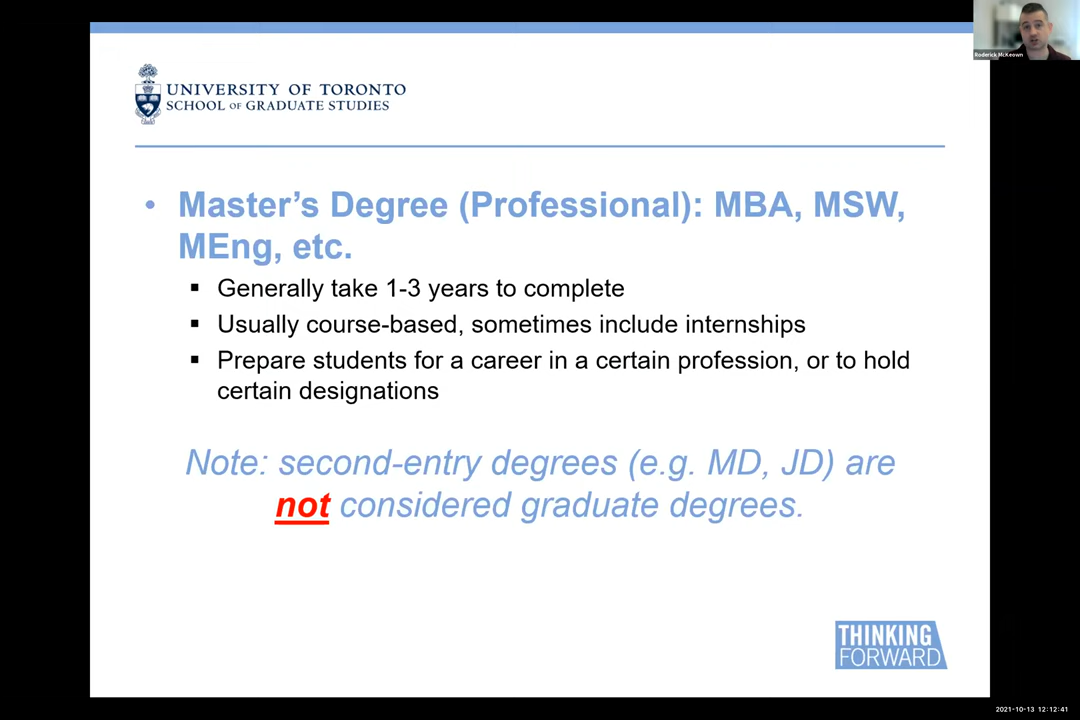 Roderick McKeown
UNIVERSITY OF TORONTO
SCHOOL OF GRADUATE STUDIES
• Master’s Degree (Professional): MBA, MSW,
MEng, etc.
▪ Generally take 1-3 years to complete
▪ Usually course-based, sometimes include internships
▪ Prepare students for a career in a certain profession, or to hold
certain designations
Note: second-entry degrees (e.g. MD, JD) are
not considered graduate degrees.
THINKING
FORWARD
2021-10-13 12:12:41